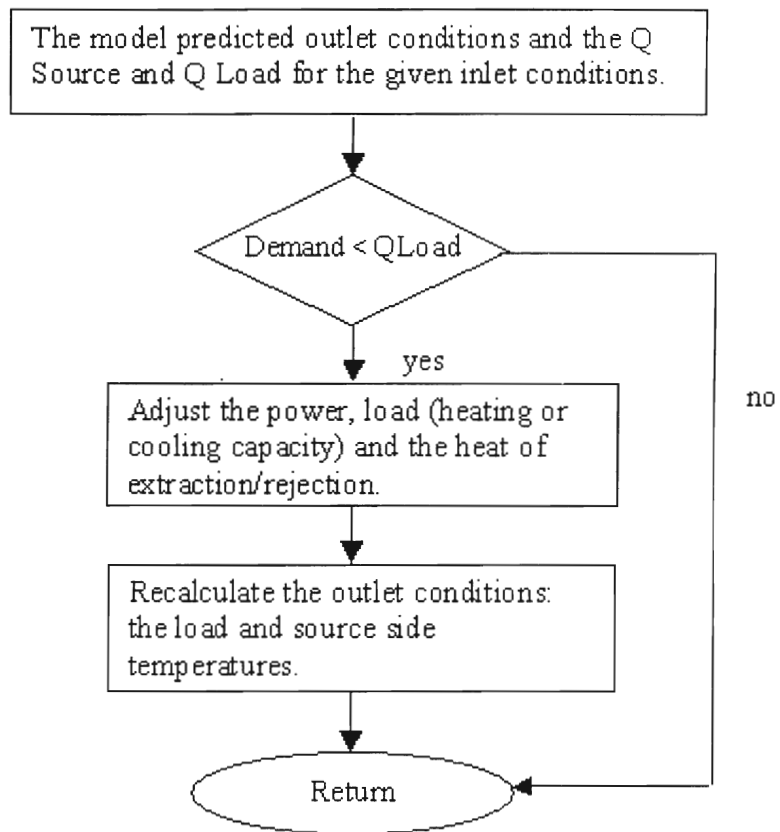 The model predicted outlet conditions and the Q
Source and Q Load for the given inlet conditions.
Demand < QLoad
yes
no
Adjust the power, load (heating or
cooling capacity) and the heat of
extraction/rejection.
Recalculate the outlet conditions:
the load and source side
temperatures.
Return